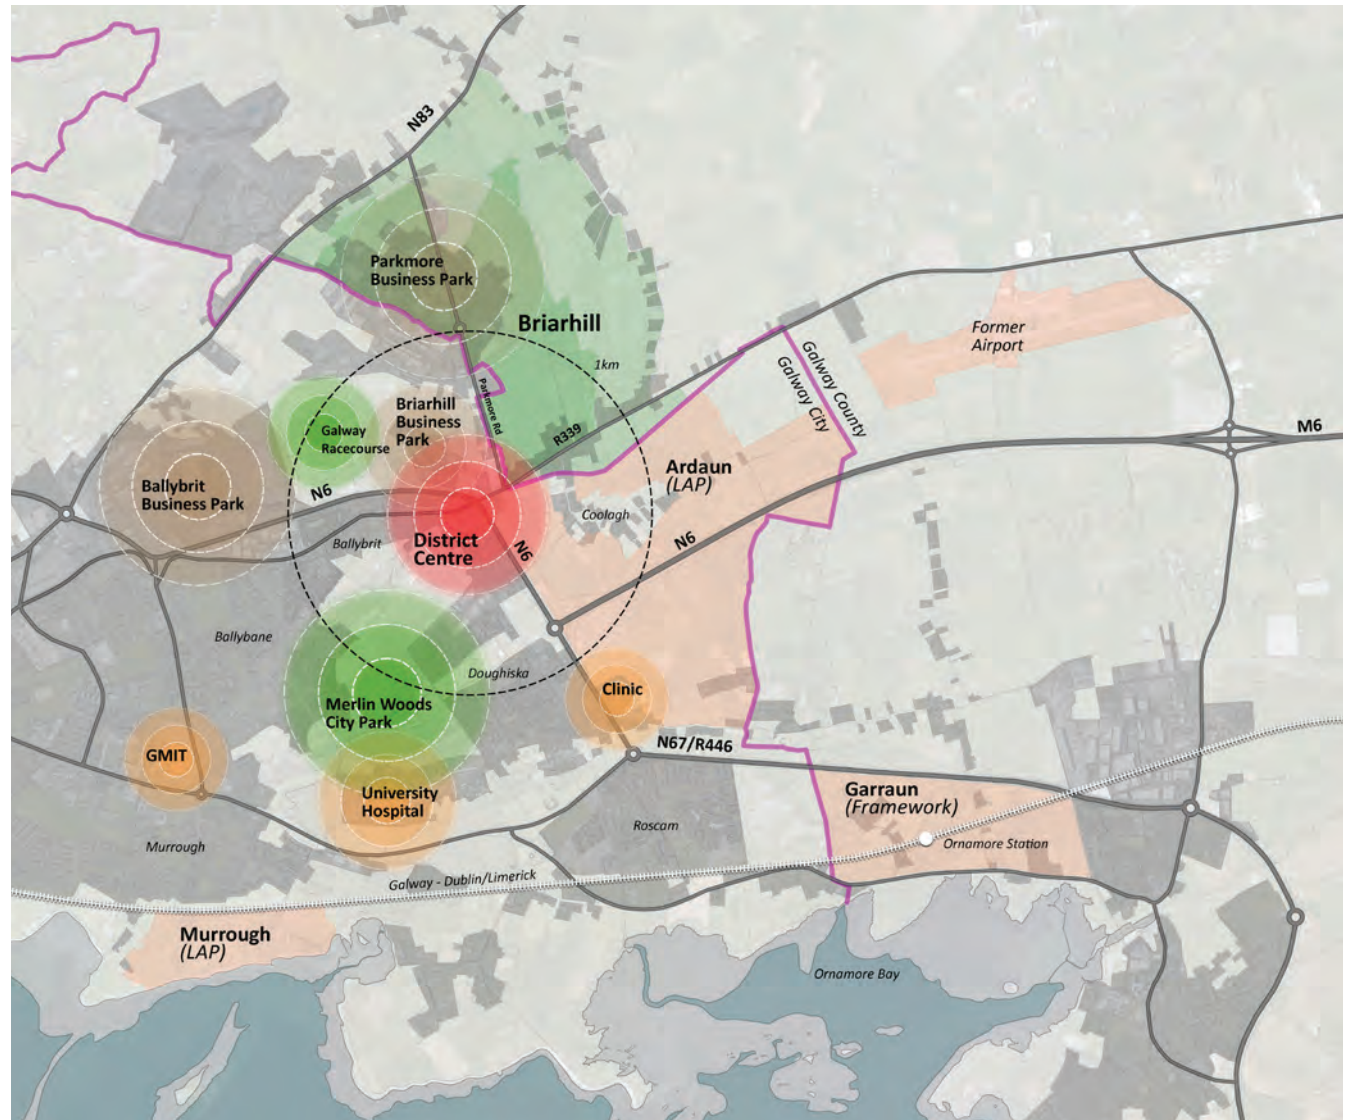 N83
Parkmore
Business Park
Briarhill
1km
Former
Airport
Galway County
Galway City
Parkmore Rd
Briarhill
Business
Park
Galway
Racecourse
R339
M6
Ardaun
(LAP)
Ballybrit
Business Park
N6
Coolagh
Ballybrit
District
Centre
N6
N6
Ballybane
Doughiska
Clinic
Merlin Woods
City Park
GMIT
N67/R446
University
Hospital
Garraun
(Framework)
Roscam
Ornamore Station
Murrough
Galway - Dublin/Limerick
Murrough
(LAP)
Ornamore Bay